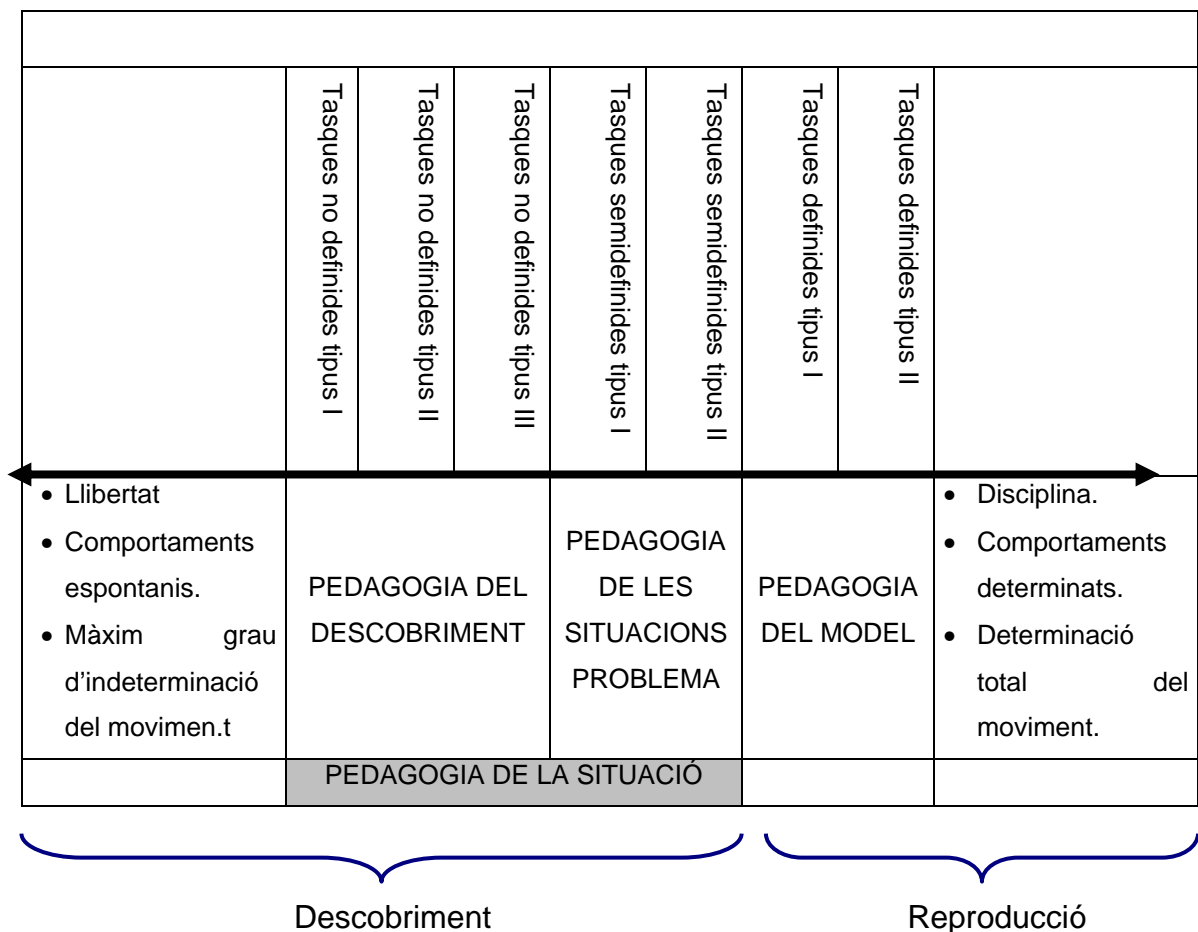 Tasques no definides tipus I
Tasques no definides tipus II
Tasques no definides tipus III
Tasques semidefinides tipus I
Tasques semidefinides tipus II
Tasques definides tipus I
Tasques definides tipus II
• Llibertat
• Comportaments
espontanis.
• Màxim grau
d’indeterminació
del movimen.t
PEDAGOGIA DEL
DESCOBRIMENT
PEDAGOGIA
DE LES
SITUACIONS
PROBLEMA
PEDAGOGIA
DEL MODEL
• Disciplina.
• Comportaments
determinats.
• Determinació
total del
moviment.
PEDAGOGIA DE LA SITUACIÓ
Descobriment
Reproducció